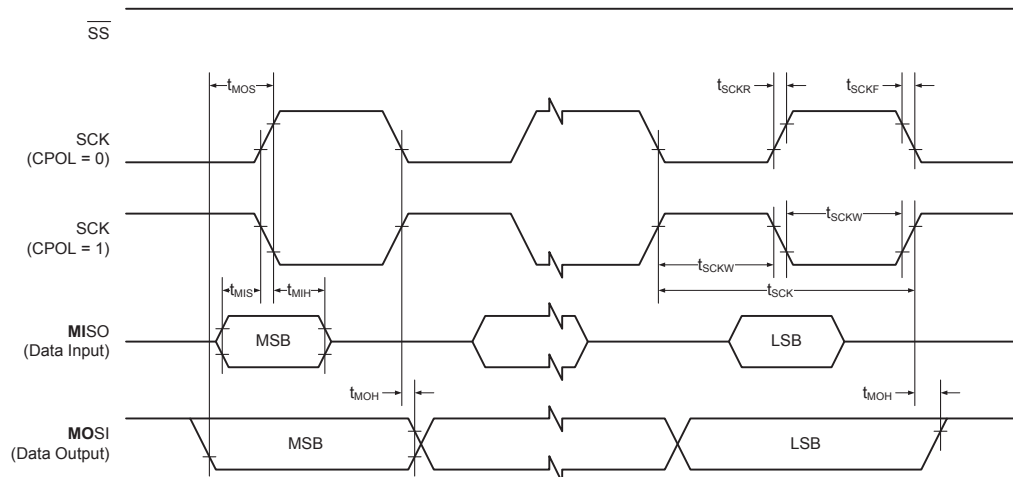 SS
tMOS
tSCKR
tSCKF
SCK
(CPOL = 0)
SCK
(CPOL = 1)
tSCKW
tSCKW
tSCK
tMIS
tMIH
MISO
(Data Input)
MSB
LSB
tMOH
tMOH
MOSI
(Data Output)
MSB
LSB